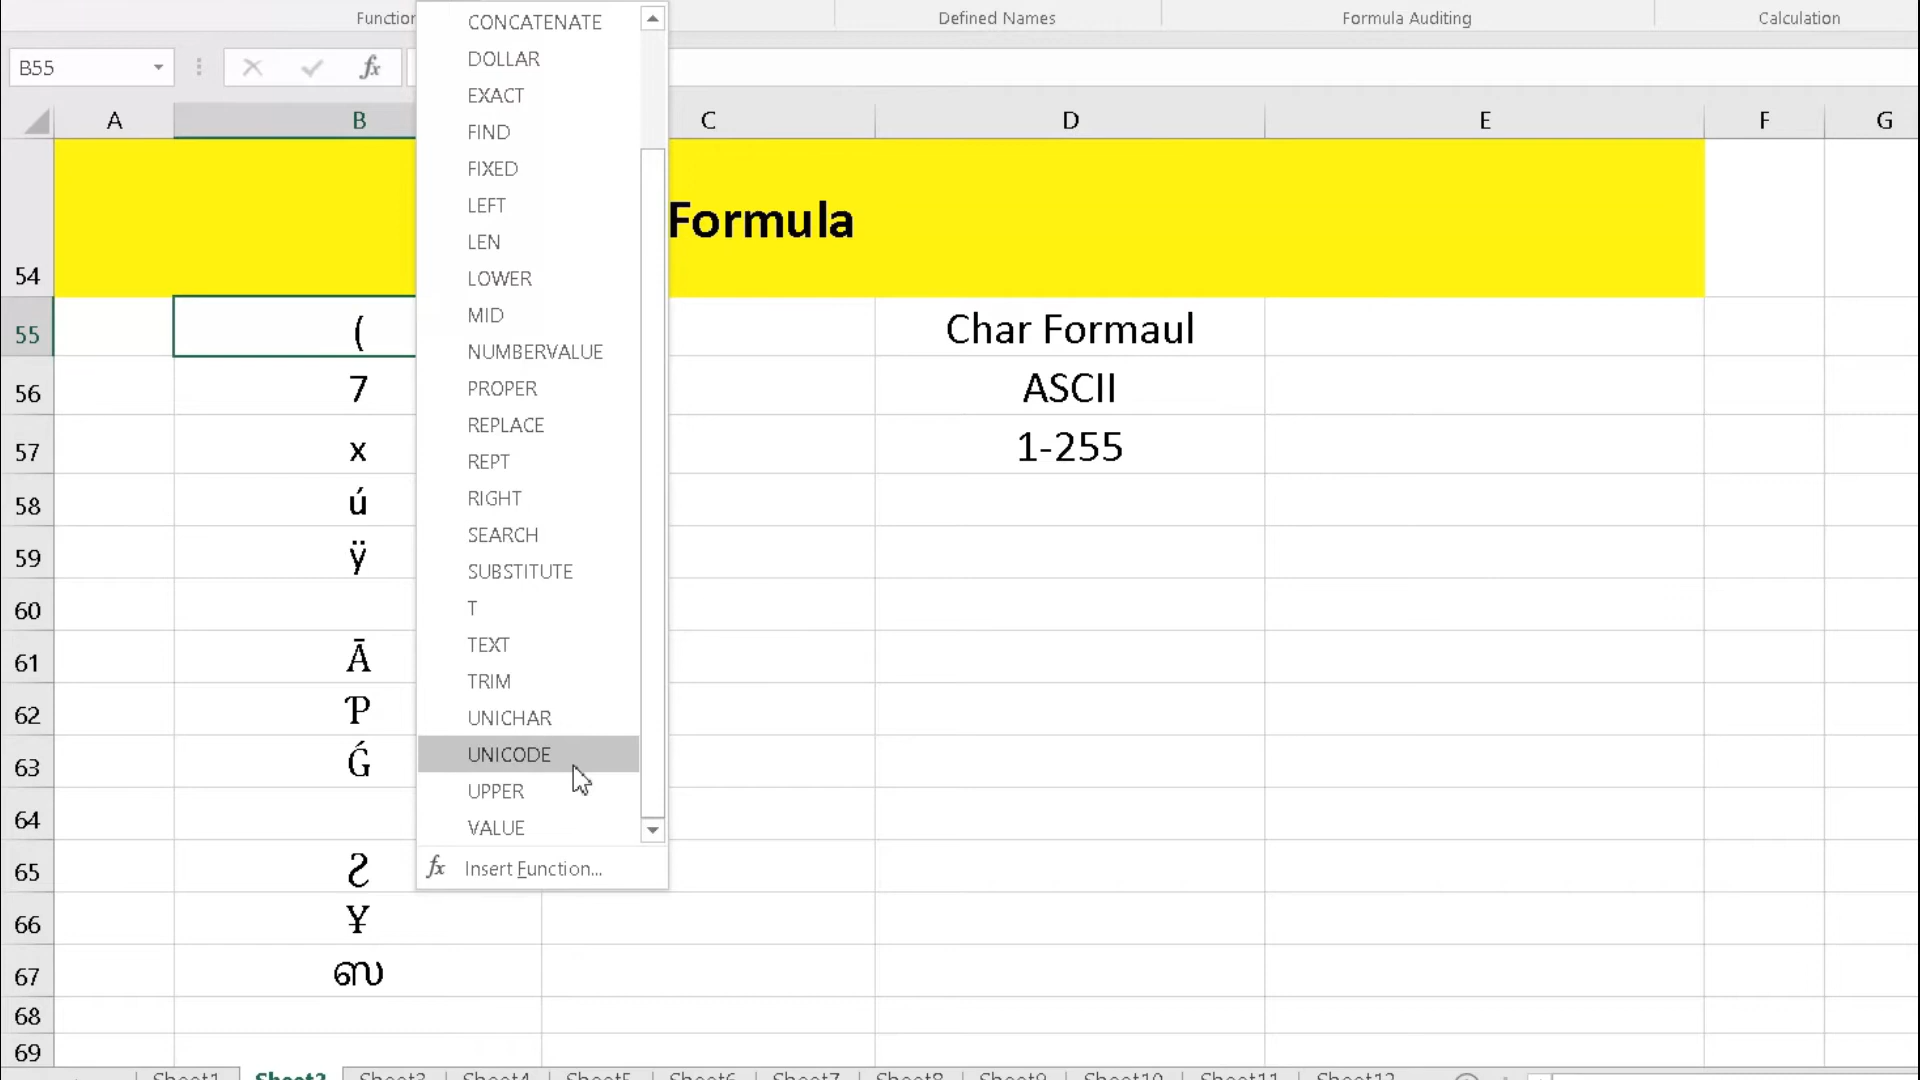 Function
Defined Names
Formula Auditing
Calculation
B55
fx
A
B
C
D
E
F
G
CONCATENATE
DOLLAR
EXACT
FIND
FIXED
LEFT
LEN
LOWER
MID
NUMBERVALUE
PROPER
REPLACE
REPT
RIGHT
SEARCH
SUBSTITUTE
T
TEXT
TRIM
UNICHAR
UNICODE
UPPER
VALUE
fx Insert Function...
54 Formula
55 ( Char Formaul
56 7 ASCII
57 x 1-255
58 ú
59 ÿ
60
61 Ā
62 Ƥ
63 Ǵ
64
65 Ƨ
66 ¥
67 ஸ
68
69
Sheet1 Sheet2 Sheet3 Sheet4 Sheet5 Sheet6 Sheet7 Sheet8 Sheet9 Sheet10 Sheet11 Sheet12